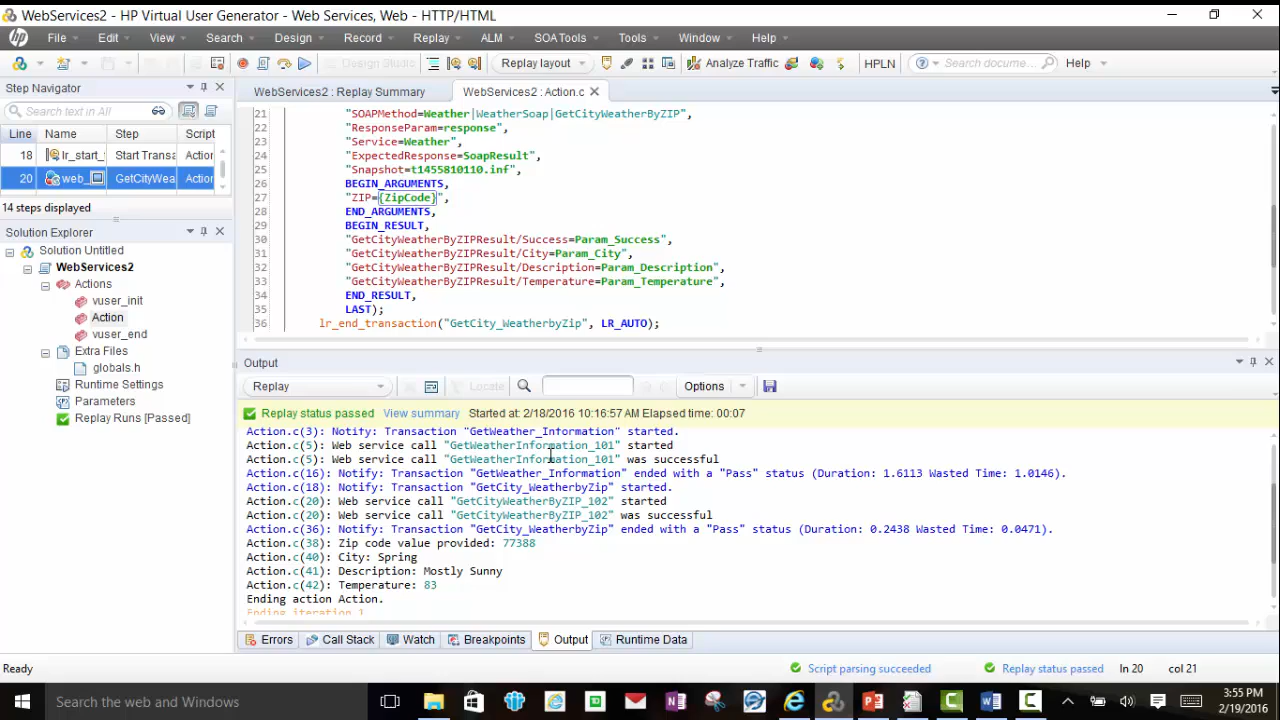 WebServices2 - HP Virtual User Generator - Web Services, Web - HTTP/HTML
hp File Edit View Search Design Record Replay ALM SOA Tools Tools Window Help
Design Studio Replay layout Analyze Traffic HPLN Search docume... Help
Step Navigator
Search text in All
Line Name Step Script
18 lr_start_ Start Transa Action
20 web_ GetCityWea Action
14 steps displayed
Solution Explorer
Solution Untitled
WebServices2
Actions
vuser_init
Action
vuser_end
Extra Files
globals.h
Runtime Settings
Parameters
Replay Runs [Passed]
WebServices2 : Replay Summary WebServices2 : Action.c
21 "SOAPMethod=Weather|WeatherSoap|GetCityWeatherByZIP",
22 "ResponseParam=response",
23 "Service=Weather",
24 "ExpectedResponse=SoapResult",
25 "Snapshot=t1455810110.inf",
26 BEGIN_ARGUMENTS,
27 "ZIP={ZipCode}",
28 END_ARGUMENTS,
29 BEGIN_RESULT,
30 "GetCityWeatherByZIPResult/Success=Param_Success",
31 "GetCityWeatherByZIPResult/City=Param_City",
32 "GetCityWeatherByZIPResult/Description=Param_Description",
33 "GetCityWeatherByZIPResult/Temperature=Param_Temperature",
34 END_RESULT,
35 LAST);
36 lr_end_transaction("GetCity_WeatherbyZip", LR_AUTO);
Output
Replay Locate Options
Replay status passed View summary Started at: 2/18/2016 10:16:57 AM Elapsed time: 00:07
Action.c(3): Notify: Transaction "GetWeather_Information" started.
Action.c(5): Web service call "GetWeatherInformation_101" started
Action.c(5): Web service call "GetWeatherInformation_101" was successful
Action.c(16): Notify: Transaction "GetWeather_Information" ended with a "Pass" status (Duration: 1.6113 Wasted Time: 1.0146).
Action.c(18): Notify: Transaction "GetCity_WeatherbyZip" started.
Action.c(20): Web service call "GetCityWeatherByZIP_102" started
Action.c(20): Web service call "GetCityWeatherByZIP_102" was successful
Action.c(36): Notify: Transaction "GetCity_WeatherbyZip" ended with a "Pass" status (Duration: 0.2438 Wasted Time: 0.0471).
Action.c(38): Zip code value provided: 77388
Action.c(40): City: Spring
Action.c(41): Description: Mostly Sunny
Action.c(42): Temperature: 83
Ending action Action.
Ending iteration 1
Errors Call Stack Watch Breakpoints Output Runtime Data
Ready Script parsing succeeded Replay status passed ln 20 col 21
Search the web and Windows
3:55 PM
2/19/2016